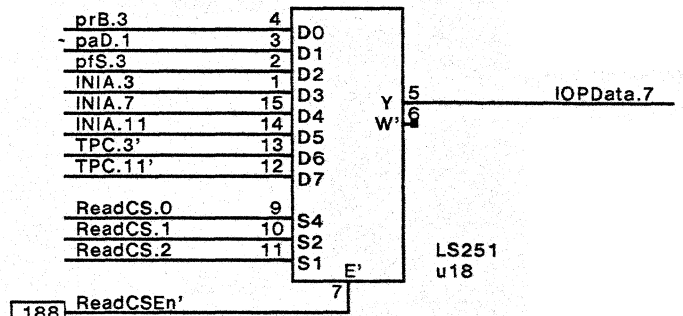 prB.3 4 D0
paD.1 3 D1
pfS.3 2 D2
INIA.3 1 D3
INIA.7 15 D4
INIA.11 14 D5
TPC.3' 13 D6
TPC.11' 12 D7
Y 5 IOPData.7
W' 6
ReadCS.0 9 S4
ReadCS.1 10 S2
ReadCS.2 11 S1
LS251
E'
u18
7
188 ReadCSEn'